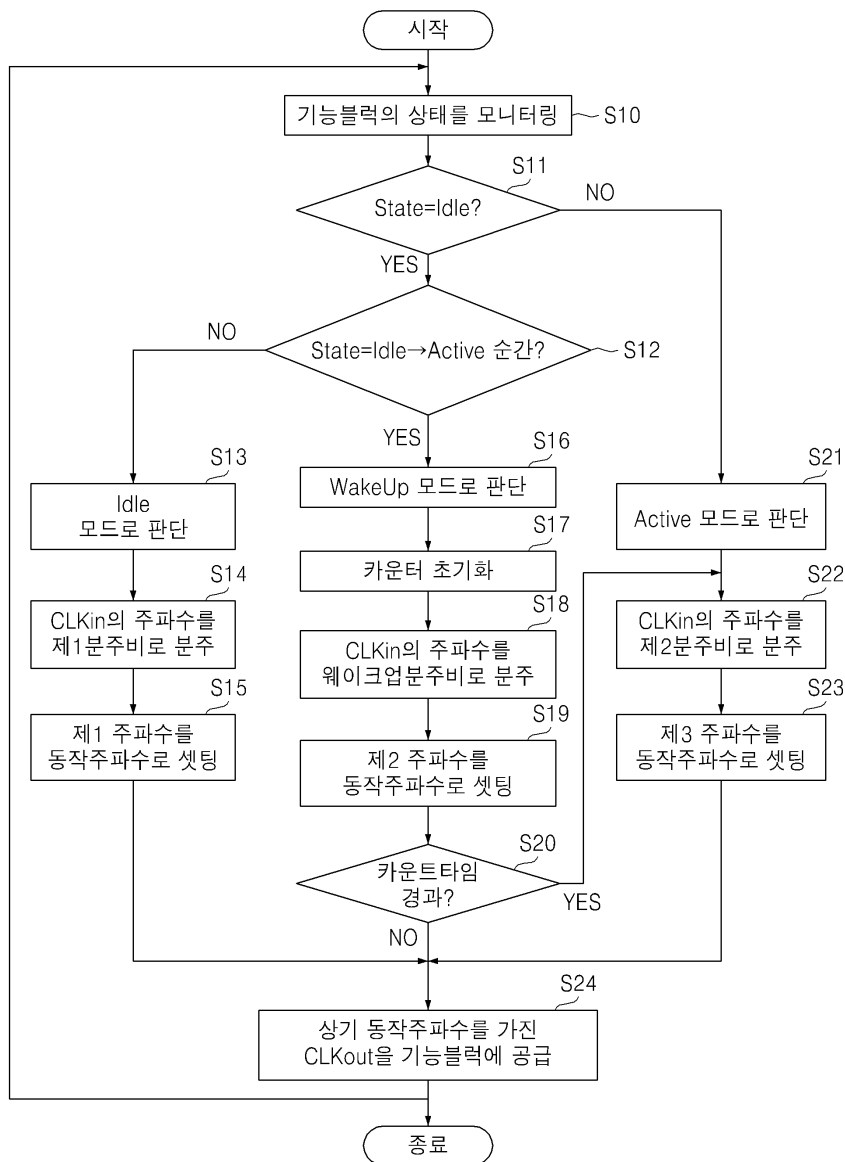 시작
기능블럭의 상태를 모니터링
S10
S11
State=Idle?
NO
YES
NO
State=Idle→Active 순간?
S12
YES
S13
Idle
모드로 판단
S16
WakeUp 모드로 판단
S21
Active 모드로 판단
S17
카운터 초기화
S14
CLKin의 주파수를
제1분주비로 분주
S18
CLKin의 주파수를
웨이크업분주비로 분주
S22
CLKin의 주파수를
제2분주비로 분주
S15
제1 주파수를
동작주파수로 셋팅
S19
제2 주파수를
동작주파수로 셋팅
S23
제3 주파수를
동작주파수로 셋팅
S20
카운트타임
경과?
YES
NO
S24
상기 동작주파수를 가진
CLKout을 기능블럭에 공급
종료